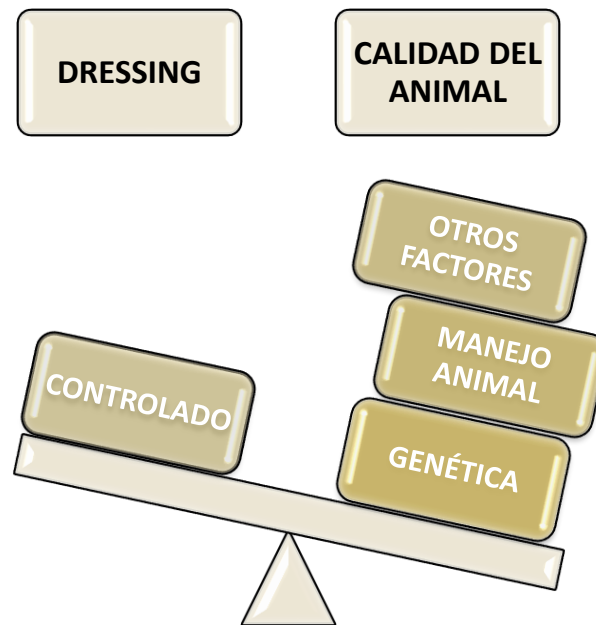 DRESSING
CALIDAD DEL
ANIMAL
OTROS
FACTORES
MANEJO
ANIMAL
CONTROLADO
GENÉTICA